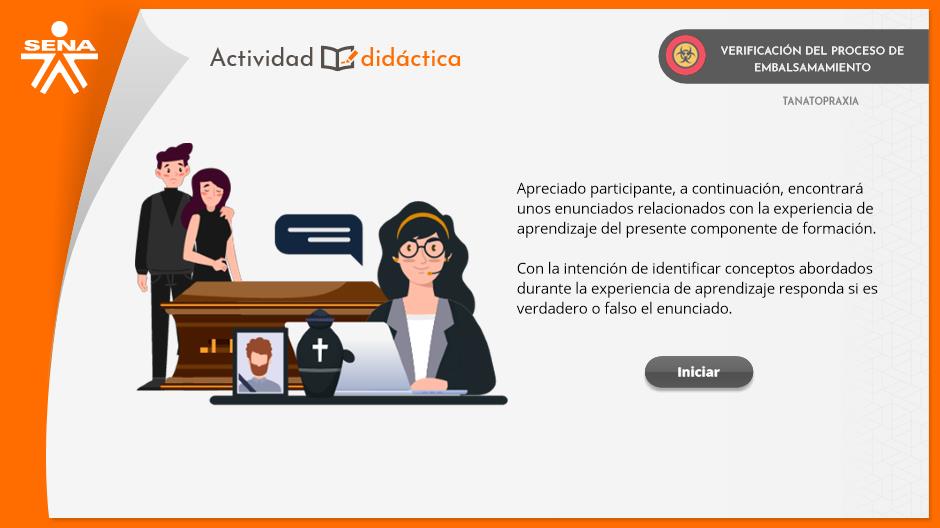 SENA
Actividad didáctica
VERIFICACIÓN DEL PROCESO DE
EMBALSAMAMIENTO
TANATOPRAXIA
Apreciado participante, a continuación, encontrará
unos enunciados relacionados con la experiencia de
aprendizaje del presente componente de formación.
Con la intención de identificar conceptos abordados
durante la experiencia de aprendizaje responda si es
verdadero o falso el enunciado.
Iniciar